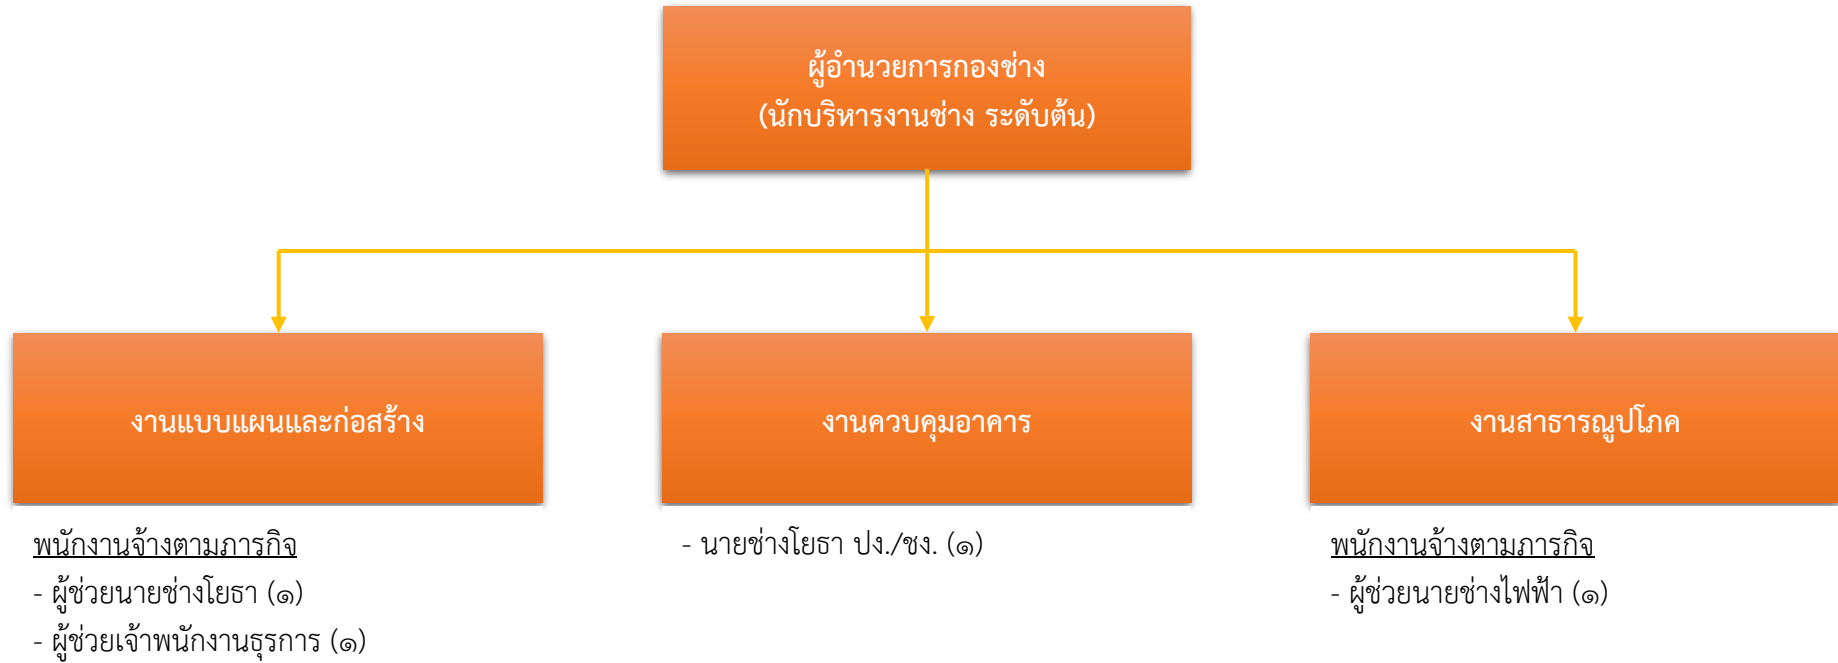 ผู้อำนวยการกองช่าง
(นักบริหารงานช่าง ระดับต้น)
งานแบบแผนและก่อสร้าง
พนักงานจ้างตามภารกิจ
- ผู้ช่วยนายช่างโยธา (๑)
- ผู้ช่วยเจ้าพนักงานธุรการ (๑)
งานควบคุมอาคาร
- นายช่างโยธา ปง./ชง. (๑)
งานสาธารณูปโภค
พนักงานจ้างตามภารกิจ
- ผู้ช่วยนายช่างไฟฟ้า (๑)